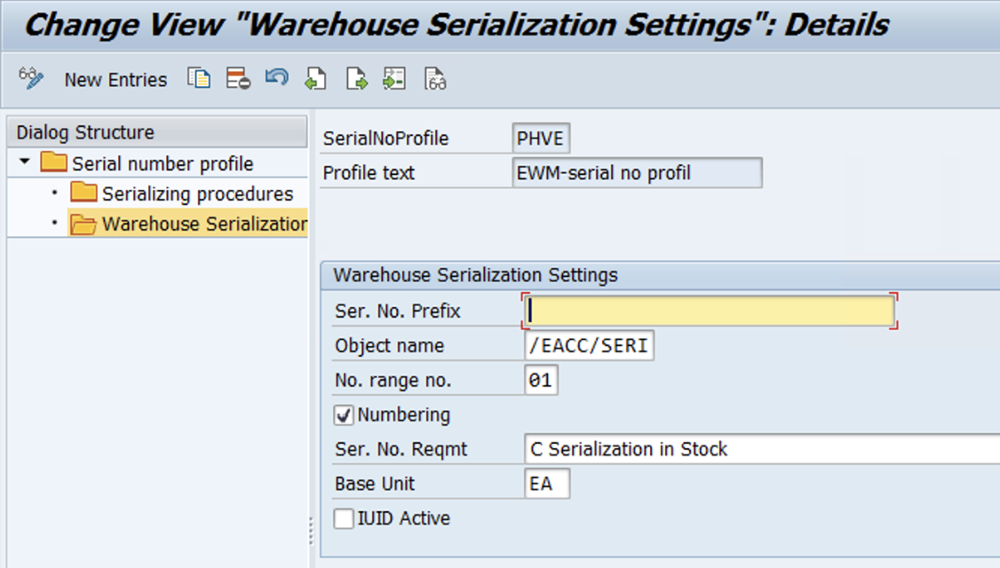 Change View "Warehouse Serialization Settings": Details
New Entries
Dialog Structure
Serial number profile
Serializing procedures
Warehouse Serialization
SerialNoProfile PHVE
Profile text EWM-serial no profil
Warehouse Serialization Settings
Ser. No. Prefix
Object name /EACC/SERI
No. range no. 01
Numbering
Ser. No. Reqmt C Serialization in Stock
Base Unit EA
IUID Active